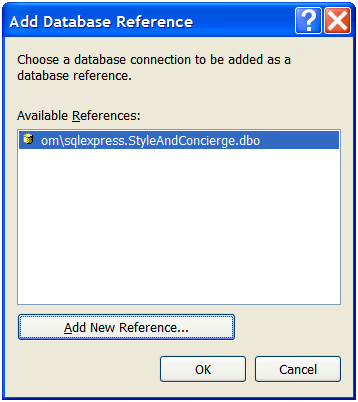 Add Database Reference
Choose a database connection to be added as a
database reference.
Available References:
om\sqlexpress.StyleAndConcierge.dbo
Add New Reference...
OK Cancel